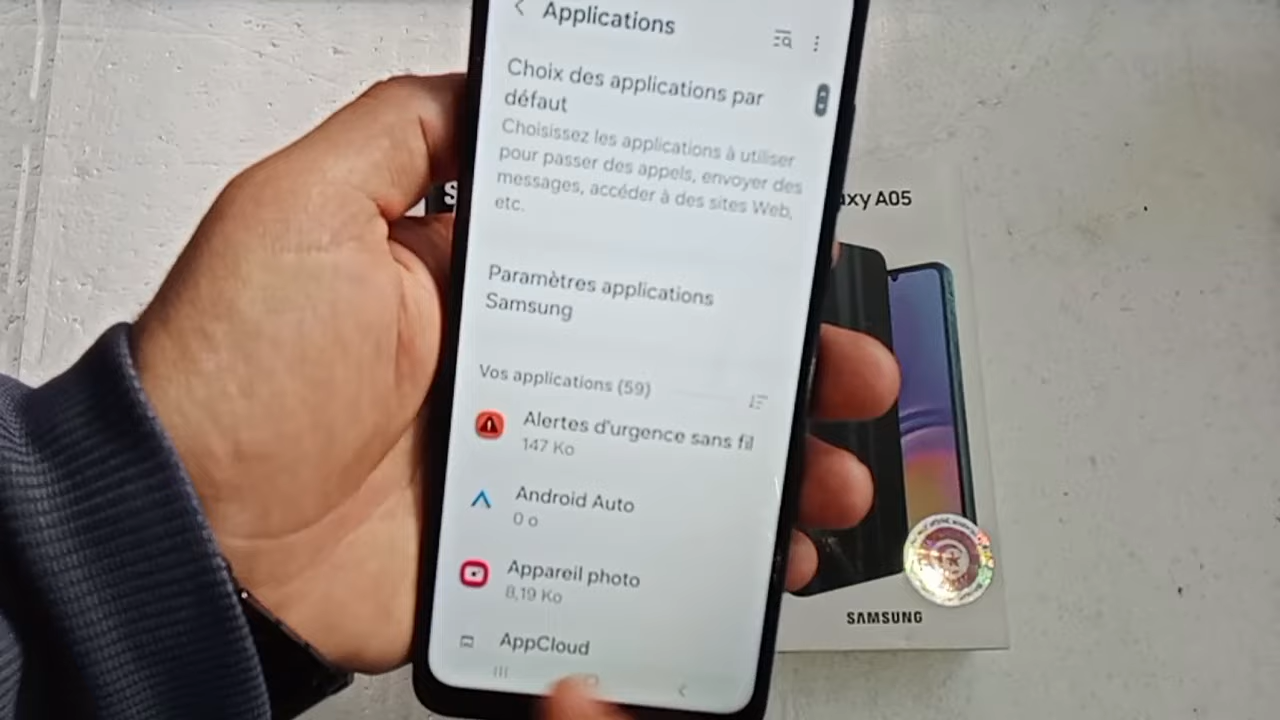 Applications
Choix des applications par
défaut
Choisissez les applications à utiliser
pour passer des appels, envoyer des
messages, accéder à des sites Web,
etc.
Paramètres applications
Samsung
Vos applications (59)
Alertes d'urgence sans fil
147 Ko
Android Auto
0 o
Appareil photo
8,19 Ko
AppCloud
A05
SAMSUNG